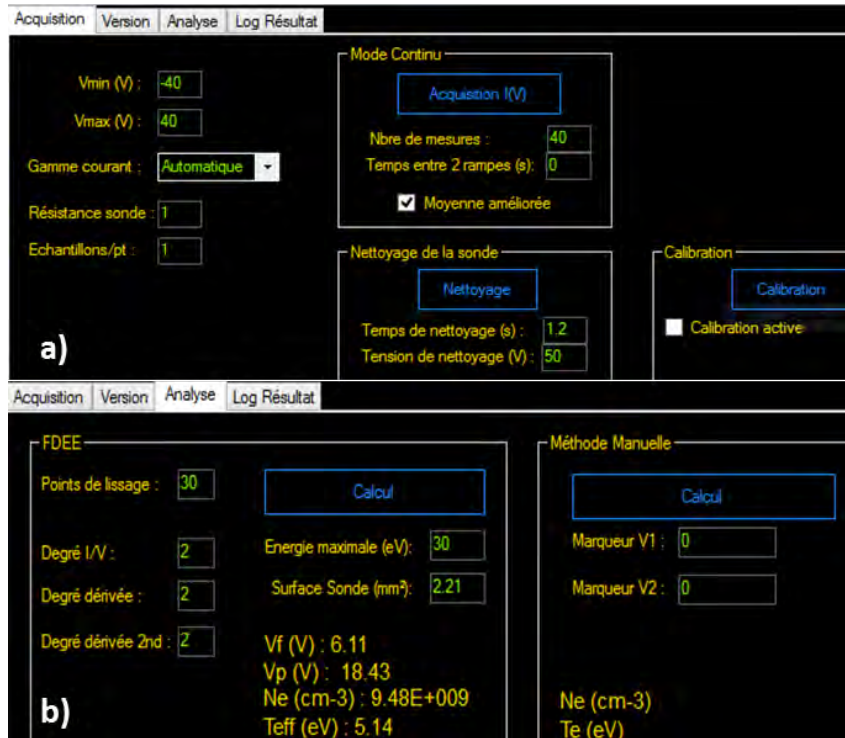 Acquisition Version Analyse Log Résultat
Vmin (V) : -40
Vmax (V) : 40
Gamme courant : Automatique
Résistance sonde : 1
Echantillons/pt : 1
Mode Continu
Acquisition I(V)
Nbre de mesures : 40
Temps entre 2 rampes (s): 0
Moyenne améliorée
Nettoyage de la sonde
Nettoyage
Temps de nettoyage (s) : 1.2
Tension de nettoyage (V) : 50
Calibration
Calibration
Calibration active
a)
Acquisition Version Analyse Log Résultat
FDEE
Points de lissage : 30
Degré I/V : 2
Degré dérivée : 2
Degré dérivée 2nd : 2
Calcul
Energie maximale (eV): 30
Surface Sonde (mm²): 2.21
Vf (V) : 6.11
Vp (V) : 18.43
Ne (cm-3) : 9.48E+009
Teff (eV) : 5.14
Méthode Manuelle
Calcul
Marqueur V1 : 0
Marqueur V2 : 0
Ne (cm-3)
Te (eV)
b)